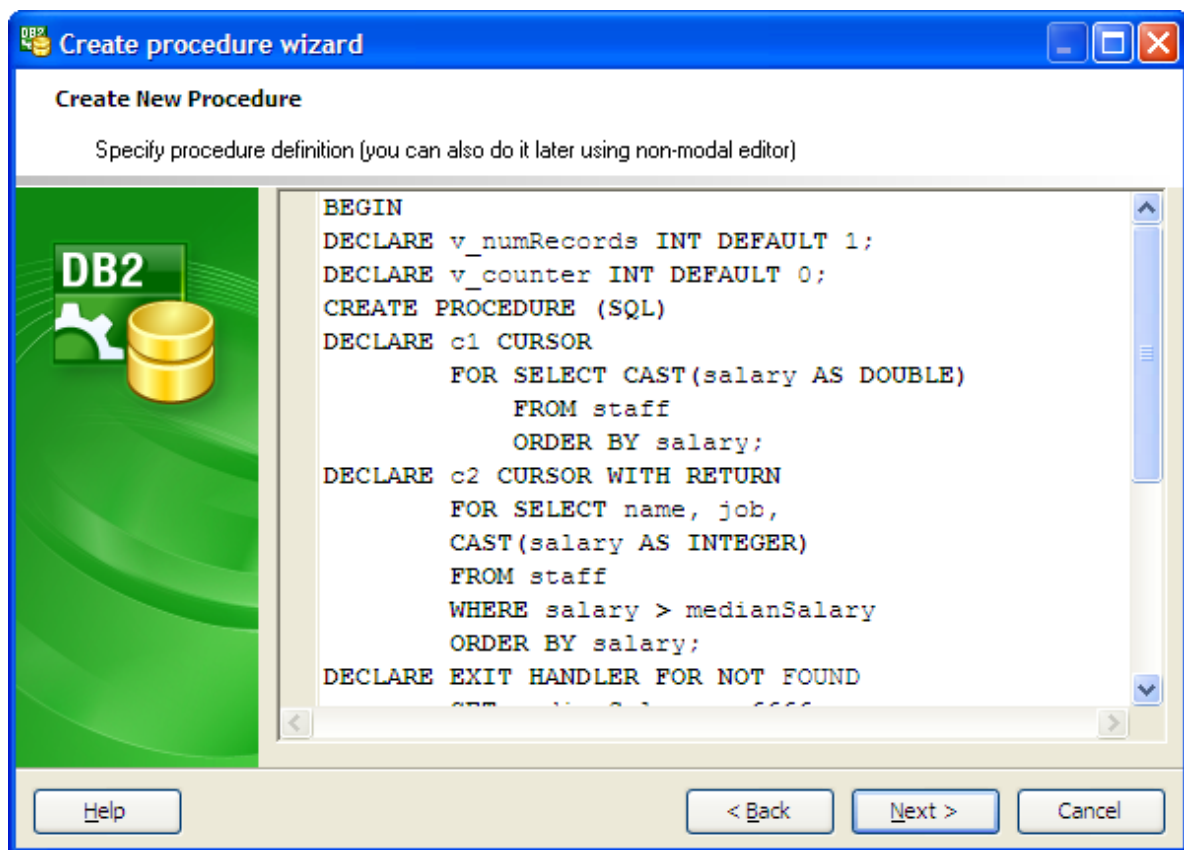 DB2
Create procedure wizard
Create New Procedure
Specify procedure definition (you can also do it later using non-modal editor)
DB2
BEGIN
DECLARE v_numRecords INT DEFAULT 1;
DECLARE v_counter INT DEFAULT 0;
CREATE PROCEDURE (SQL)
DECLARE c1 CURSOR
FOR SELECT CAST(salary AS DOUBLE)
FROM staff
ORDER BY salary;
DECLARE c2 CURSOR WITH RETURN
FOR SELECT name, job,
CAST(salary AS INTEGER)
FROM staff
WHERE salary > medianSalary
ORDER BY salary;
DECLARE EXIT HANDLER FOR NOT FOUND
Help
< Back
Next >
Cancel